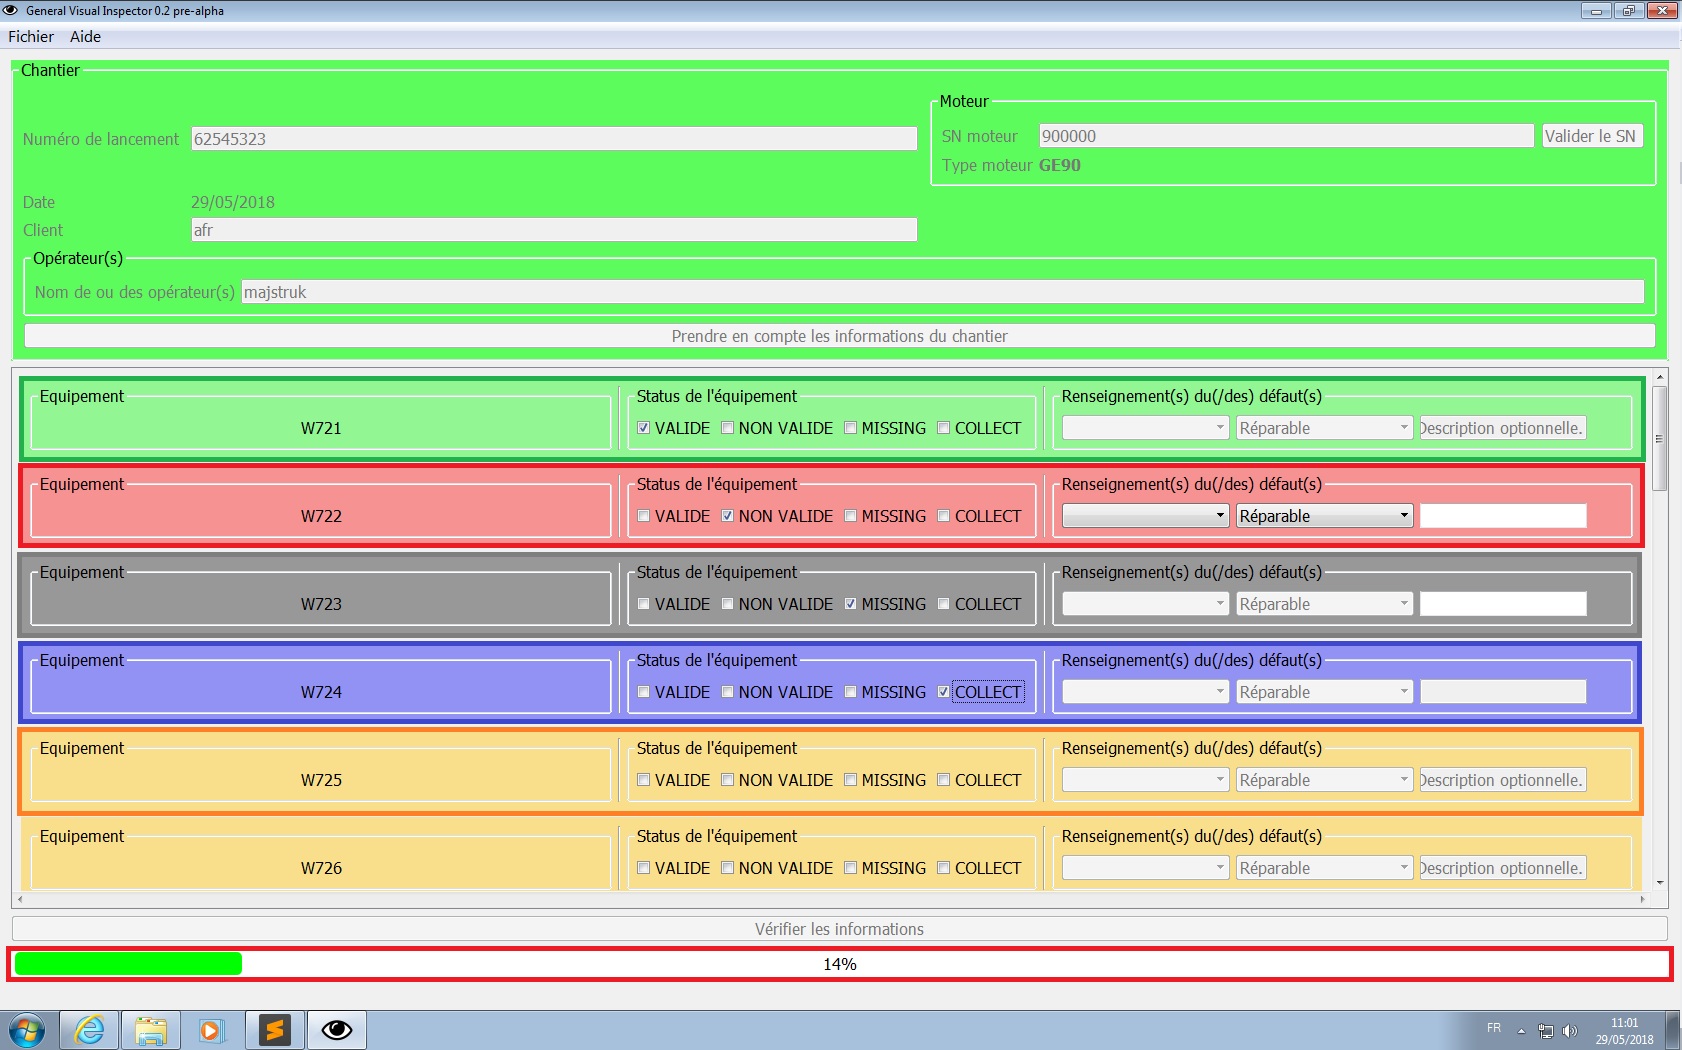 General Visual Inspector 0.2 pre-alpha
Fichier Aide
Chantier
Moteur
Numéro de lancement 62545323
SN moteur 900000 Valider le SN
Type moteur GE90
Date 29/05/2018
Client afr
Opérateur(s)
Nom de ou des opérateur(s) majstruk
Prendre en compte les informations du chantier
Equipement Status de l'équipement Renseignement(s) du(/des) défaut(s)
W721 VALIDE NON VALIDE MISSING COLLECT Réparable Description optionnelle.
Equipement Status de l'équipement Renseignement(s) du(/des) défaut(s)
W722 VALIDE NON VALIDE MISSING COLLECT Réparable
Equipement Status de l'équipement Renseignement(s) du(/des) défaut(s)
W723 VALIDE NON VALIDE MISSING COLLECT Réparable
Equipement Status de l'équipement Renseignement(s) du(/des) défaut(s)
W724 VALIDE NON VALIDE MISSING COLLECT Réparable
Equipement Status de l'équipement Renseignement(s) du(/des) défaut(s)
W725 VALIDE NON VALIDE MISSING COLLECT Réparable Description optionnelle.
Equipement Status de l'équipement Renseignement(s) du(/des) défaut(s)
W726 VALIDE NON VALIDE MISSING COLLECT Réparable Description optionnelle.
Vérifier les informations
14%
FR 11:01
29/05/2018